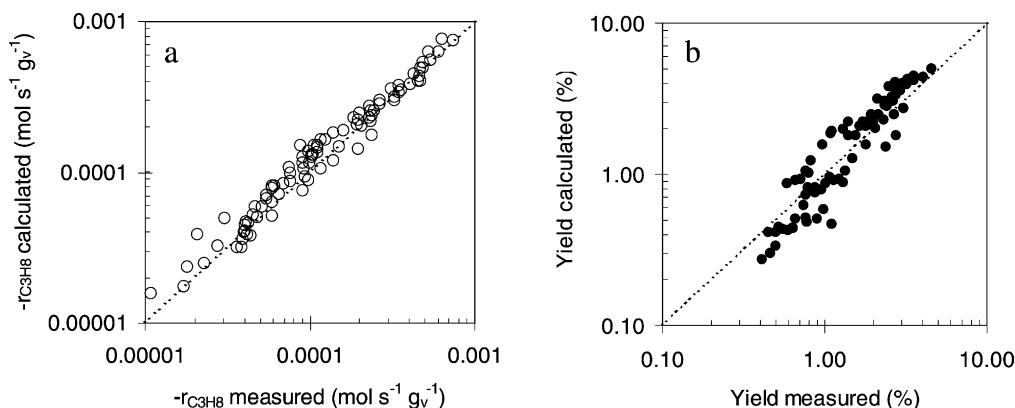 a
0.001
0.0001
0.00001
0.00001
0.0001
0.001
-rC3H8 calculated (mol s⁻¹ gᵥ⁻¹)
-rC3H8 measured (mol s⁻¹ gᵥ⁻¹)
b
10.00
1.00
0.10
0.10
1.00
10.00
Yield calculated (%)
Yield measured (%)